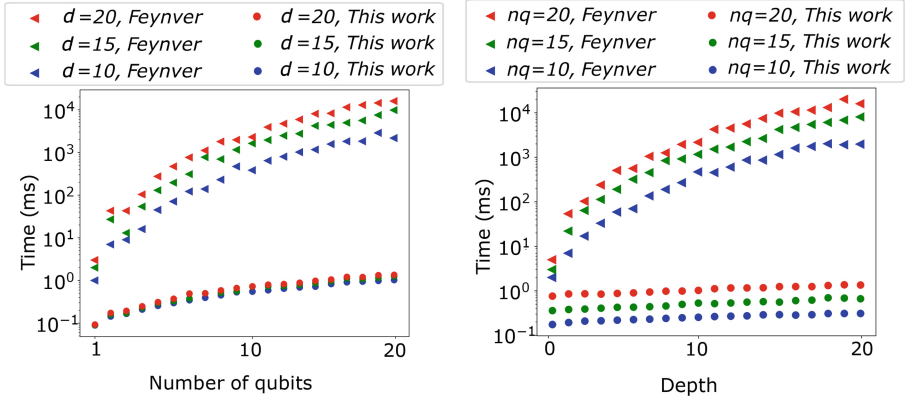 d=20, Feynver d=20, This work
d=15, Feynver d=15, This work
d=10, Feynver d=10, This work
10^4
10^3
10^2
10^1
10^0
10^-1
Time (ms)
1 10 20
Number of qubits
nq=20, Feynver nq=20, This work
nq=15, Feynver nq=15, This work
nq=10, Feynver nq=10, This work
10^4
10^3
10^2
10^1
10^0
10^-1
Time (ms)
0 10 20
Depth